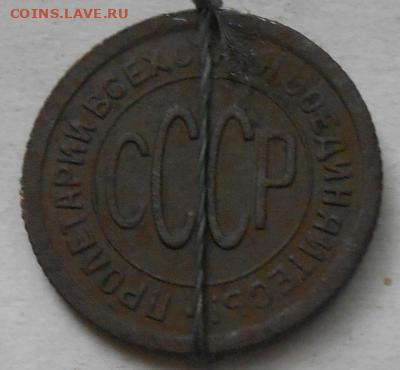 COINS.LAVE.RU
ПРОЛЕТАРИИ ВСЕХ СОЕДИНЯЙТЕСЬ!
СССР